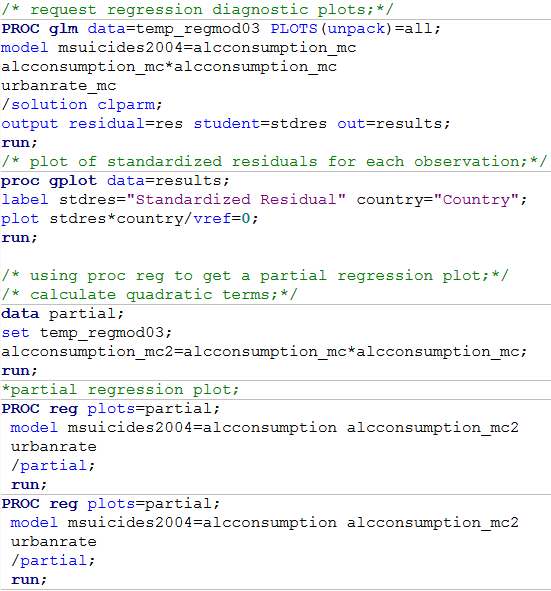 /* request regression diagnostic plots;*/
PROC glm data=temp_regmod03 PLOTS(unpack)=all;
model msuicides2004=alcconsumption_mc
alcconsumption_mc*alcconsumption_mc
urbanrate_mc
/solution clparm;
output residual=res student=stdres out=results;
run;
/* plot of standardized residuals for each observation;*/
proc gplot data=results;
label stdres="Standardized Residual" country="Country";
plot stdres*country/vref=0;
run;
/* using proc reg to get a partial regression plot;*/
/* calculate quadratic terms;*/
data partial;
set temp_regmod03;
alcconsumption_mc2=alcconsumption_mc*alcconsumption_mc;
run;
*partial regression plot;
PROC reg plots=partial;
model msuicides2004=alcconsumption alcconsumption_mc2
urbanrate
/partial;
run;
PROC reg plots=partial;
model msuicides2004=alcconsumption alcconsumption_mc2
urbanrate
/partial;
run;